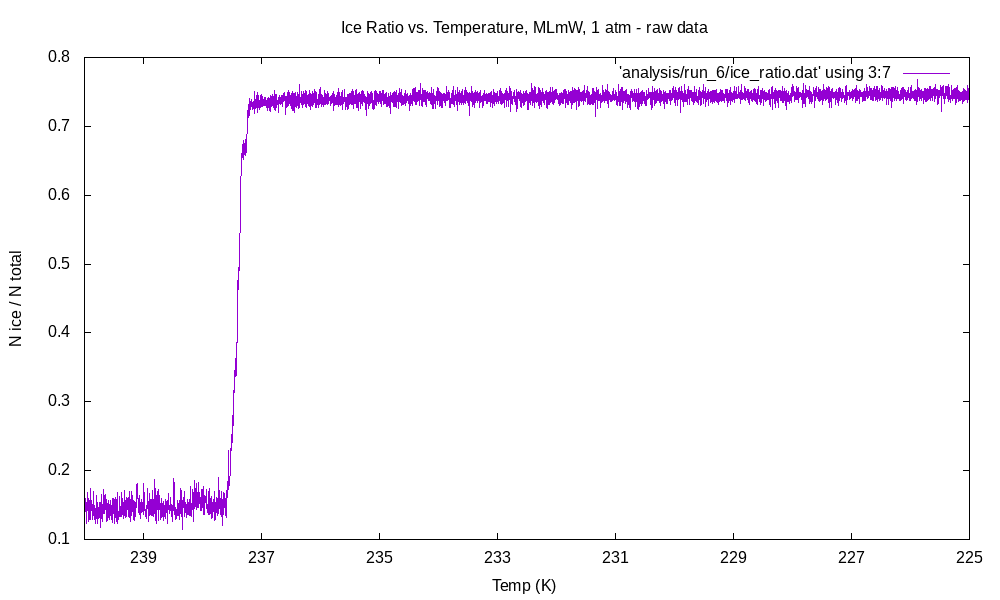 Ice Ratio vs. Temperature, MLmW, 1 atm - raw data
'analysis/run_6/ice_ratio.dat' using 3:7
0.8
0.7
0.6
0.5
0.4
0.3
0.2
0.1
N ice / N total
239 237 235 233 231 229 227 225
Temp (K)